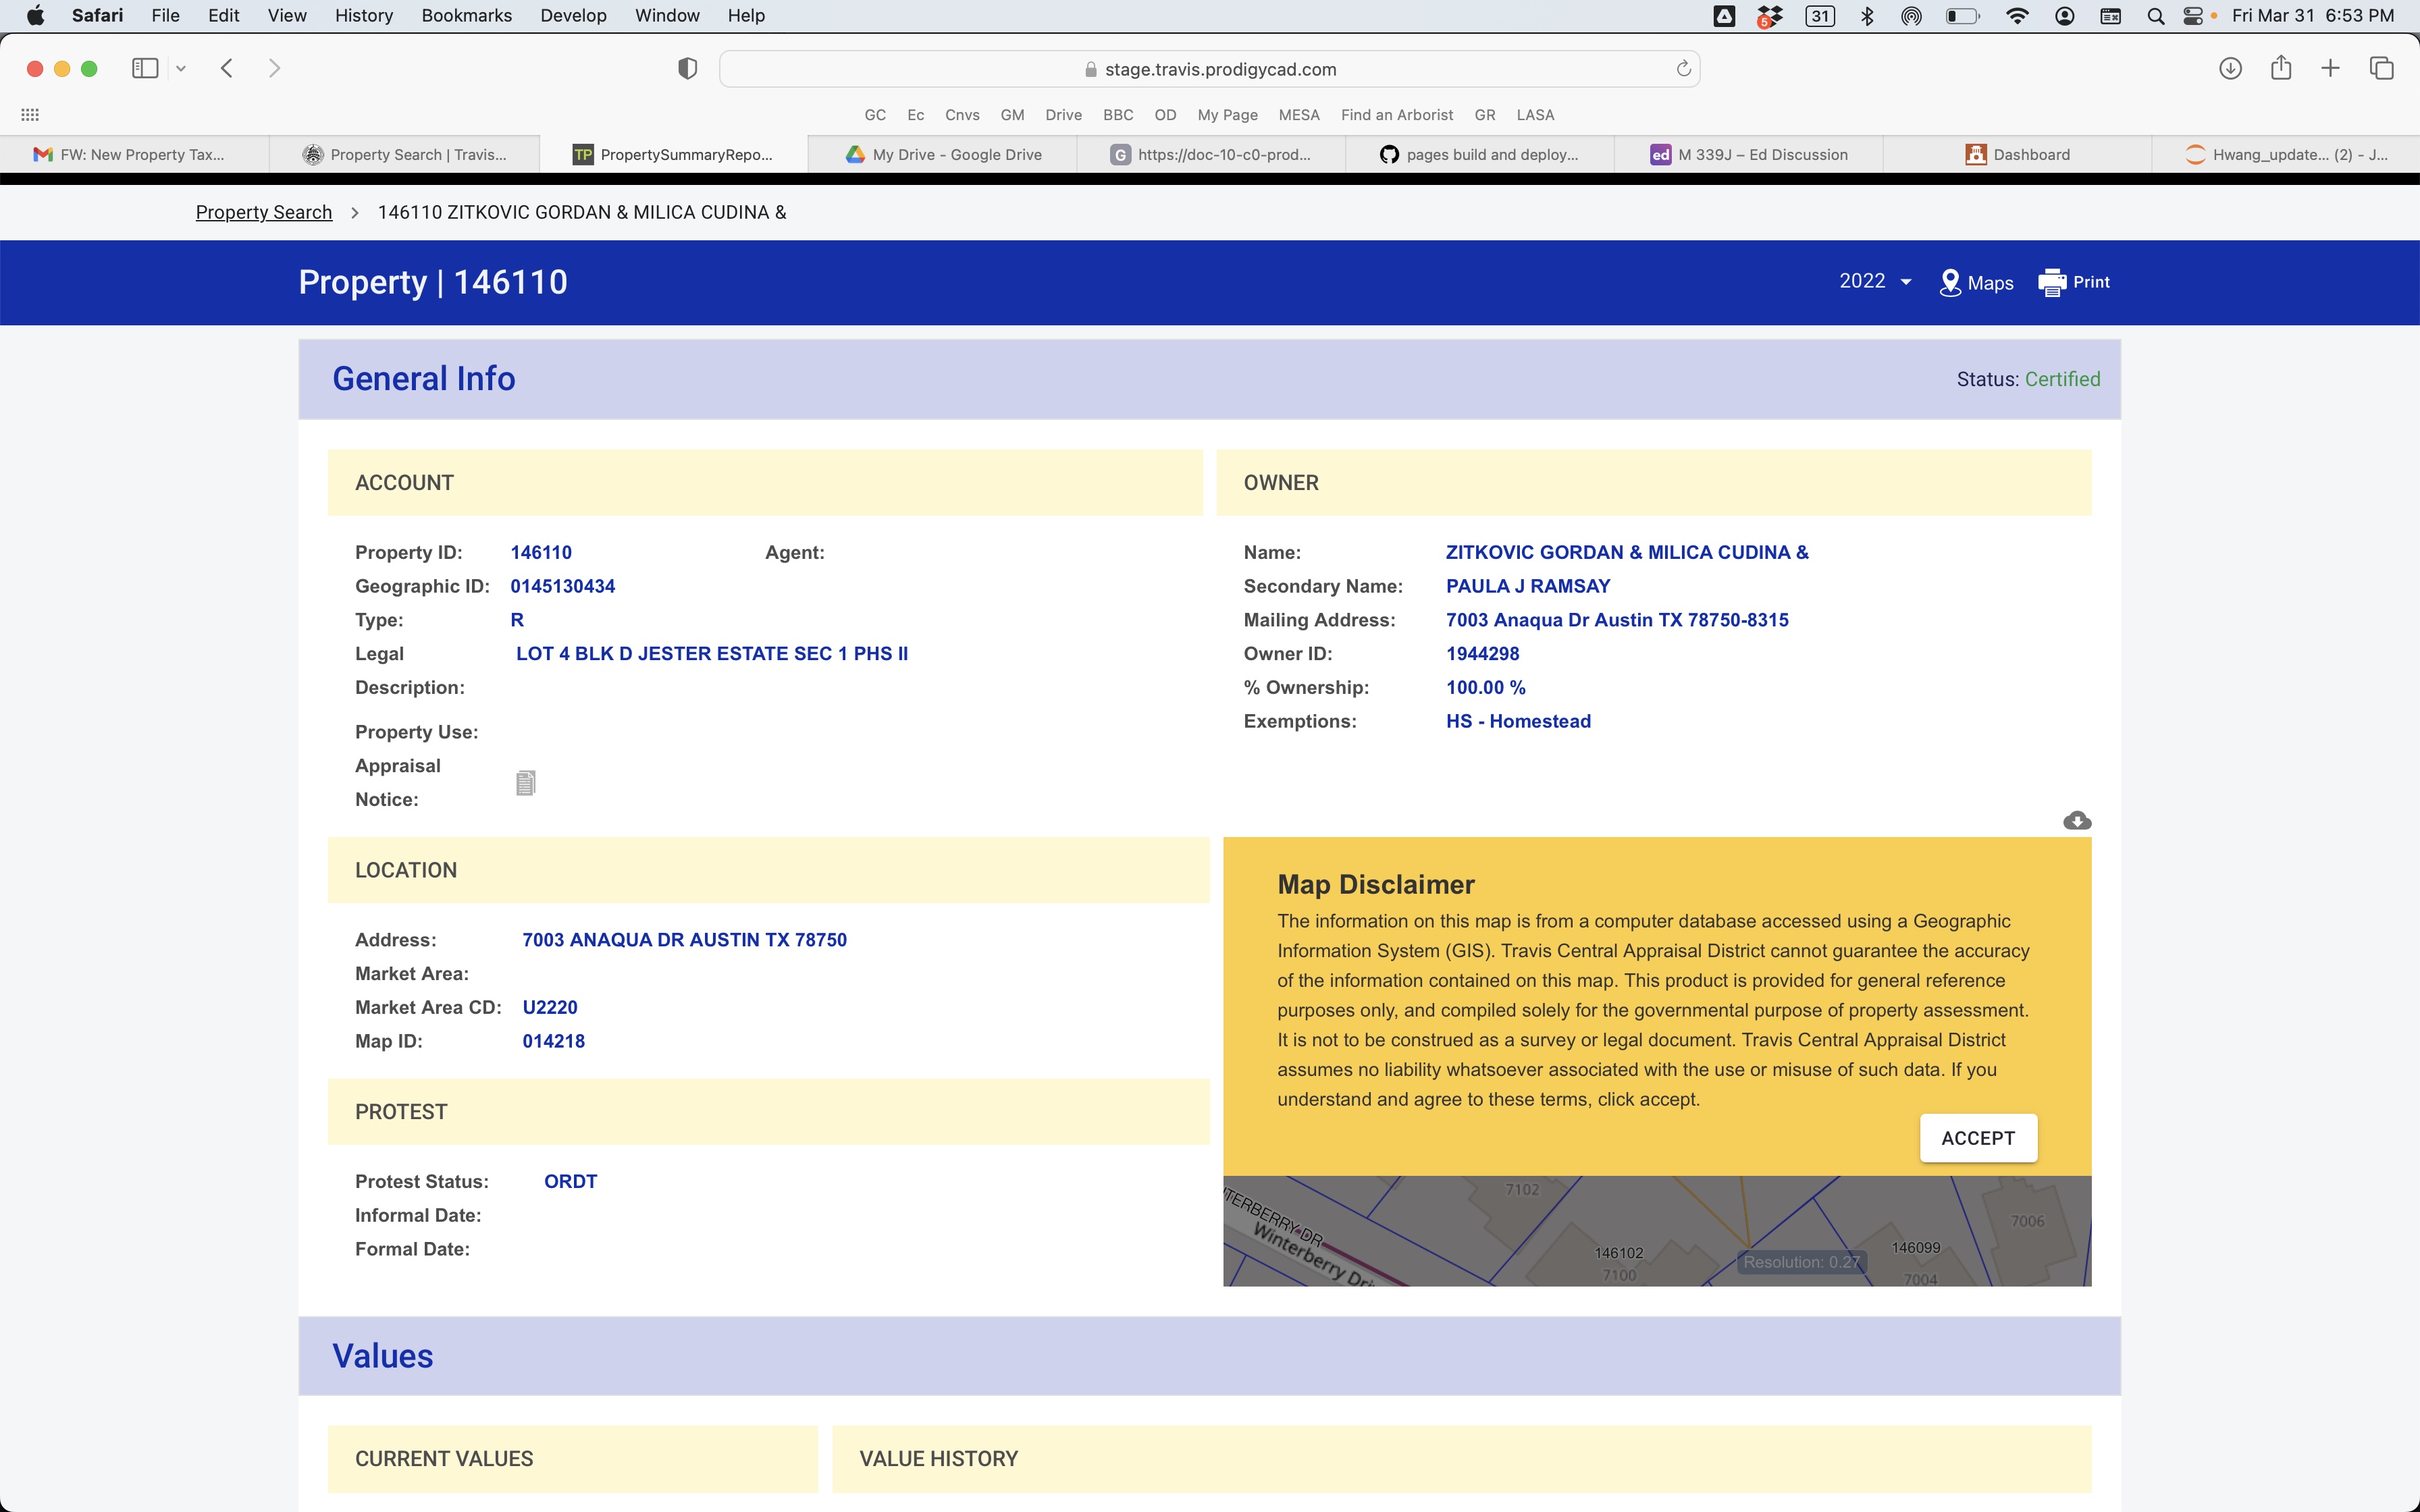 Safari File Edit View History Bookmarks Develop Window Help 5 31 Fri Mar 31 6:53 PM
stage.travis.prodigycad.com
GC Ec Cnvs GM Drive BBC OD My Page MESA Find an Arborist GR LASA
FW: New Property Tax... Property Search | Travis... TP PropertySummaryRepo... My Drive - Google Drive G https://doc-10-c0-prod... pages build and deploy... ed M 339J – Ed Discussion Dashboard Hwang_update... (2) - J...
Property Search > 146110 ZITKOVIC GORDAN & MILICA CUDINA &
Property | 146110 2022 Maps Print
General Info Status: Certified
ACCOUNT
Property ID: 146110 Agent:
Geographic ID: 0145130434
Type: R
Legal Description: LOT 4 BLK D JESTER ESTATE SEC 1 PHS II
Property Use:
Appraisal Notice:
OWNER
Name: ZITKOVIC GORDAN & MILICA CUDINA &
Secondary Name: PAULA J RAMSAY
Mailing Address: 7003 Anaqua Dr Austin TX 78750-8315
Owner ID: 1944298
% Ownership: 100.00 %
Exemptions: HS - Homestead
LOCATION
Address: 7003 ANAQUA DR AUSTIN TX 78750
Market Area:
Market Area CD: U2220
Map ID: 014218
PROTEST
Protest Status: ORDT
Informal Date:
Formal Date:
Map Disclaimer
The information on this map is from a computer database accessed using a Geographic
Information System (GIS). Travis Central Appraisal District cannot guarantee the accuracy
of the information contained on this map. This product is provided for general reference
purposes only, and compiled solely for the governmental purpose of property assessment.
It is not to be construed as a survey or legal document. Travis Central Appraisal District
assumes no liability whatsoever associated with the use or misuse of such data. If you
understand and agree to these terms, click accept.
ACCEPT
7102
TERBERRY DR
Winterberry Dri
146102
7100
Resolution: 0.27
146099
7004
7006
Values
CURRENT VALUES
VALUE HISTORY